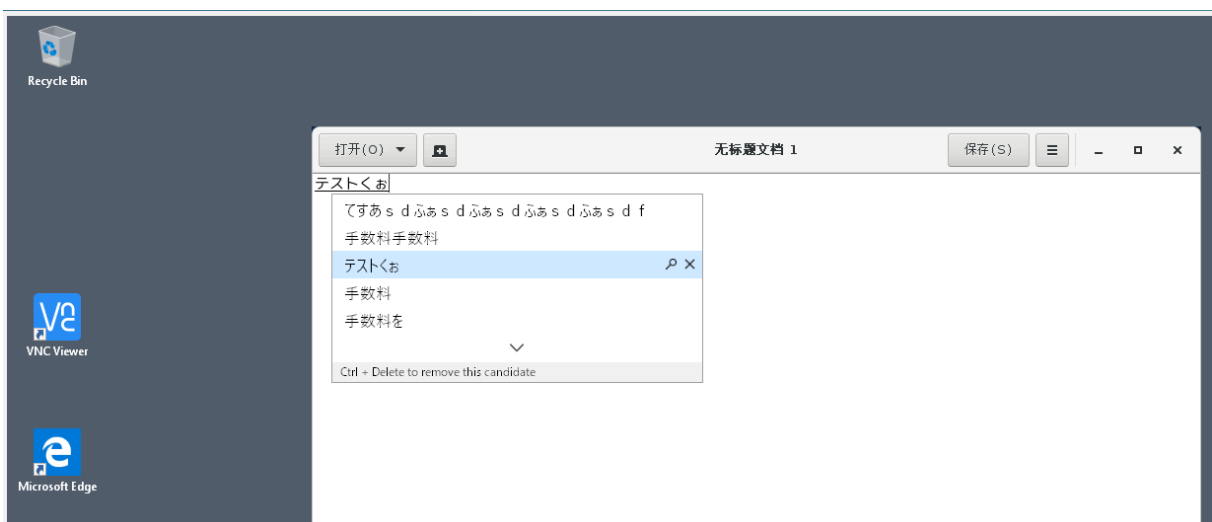 Recycle Bin
打开(O)
无标题文档 1
保存(S)
テストくぉ
てすあｓｄふぁｓｄふぁｓｄふぁｓｄふぁｓｄｆ
手数料手数料
テストくぉ
手数料
手数料を
Ctrl + Delete to remove this candidate
VNC Viewer
Microsoft Edge